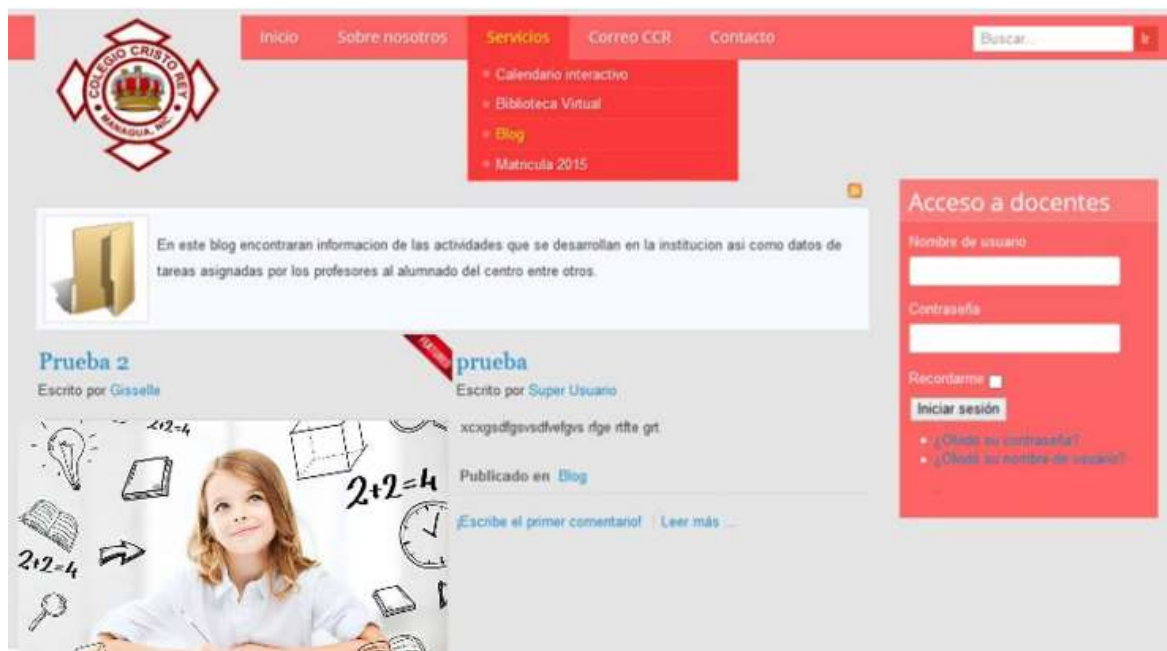 COLEGIO CRISTO REY
MANAGUA, NIC.
Inicio Sobre nosotros Servicios Correo CCR Contacto
Buscar... Ir
Calendario interactivo
Biblioteca Virtual
Blog
Matricula 2015
En este blog encontraran informacion de las actividades que se desarrollan en la institucion asi como datos de
tareas asignadas por los profesores al alumnado del centro entre otros.
Prueba 2
Escrito por Gisselle
2+2=4
2+2=4
2+2=4
FEATURED
prueba
Escrito por Super Usuario
xcxgsdfgsvsdfvefgvs rfge rtfte grt
Publicado en Blog
¡Escribe el primer comentario! Leer más ...
Acceso a docentes
Nombre de usuario
Contraseña
Recordarme
Iniciar sesión
¿Olvidó su contraseña?
¿Olvidó su nombre de usuario?